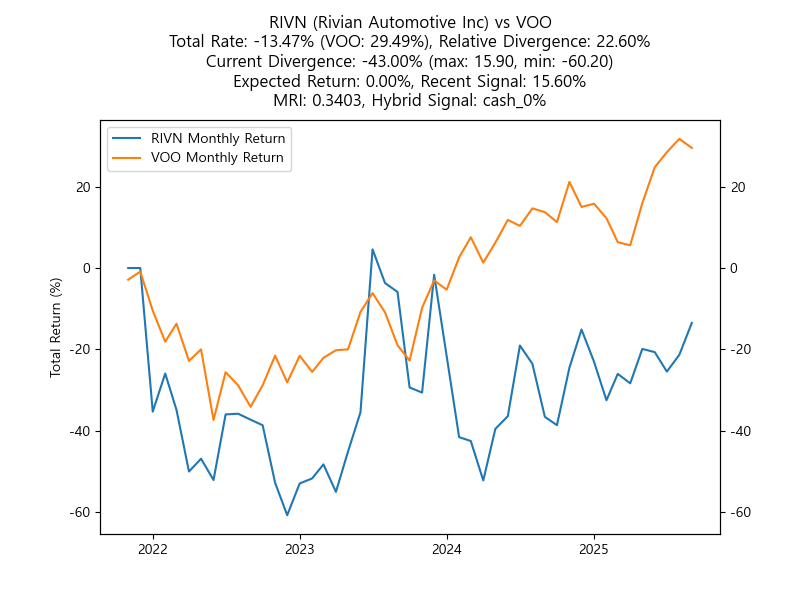 RIVN (Rivian Automotive Inc) vs VOO
Total Rate: -13.47% (VOO: 29.49%), Relative Divergence: 22.60%
Current Divergence: -43.00% (max: 15.90, min: -60.20)
Expected Return: 0.00%, Recent Signal: 15.60%
MRI: 0.3403, Hybrid Signal: cash_0%
RIVN Monthly Return
VOO Monthly Return
20
0
-20
-40
-60
Total Return (%)
20
0
-20
-40
-60
2022
2023
2024
2025